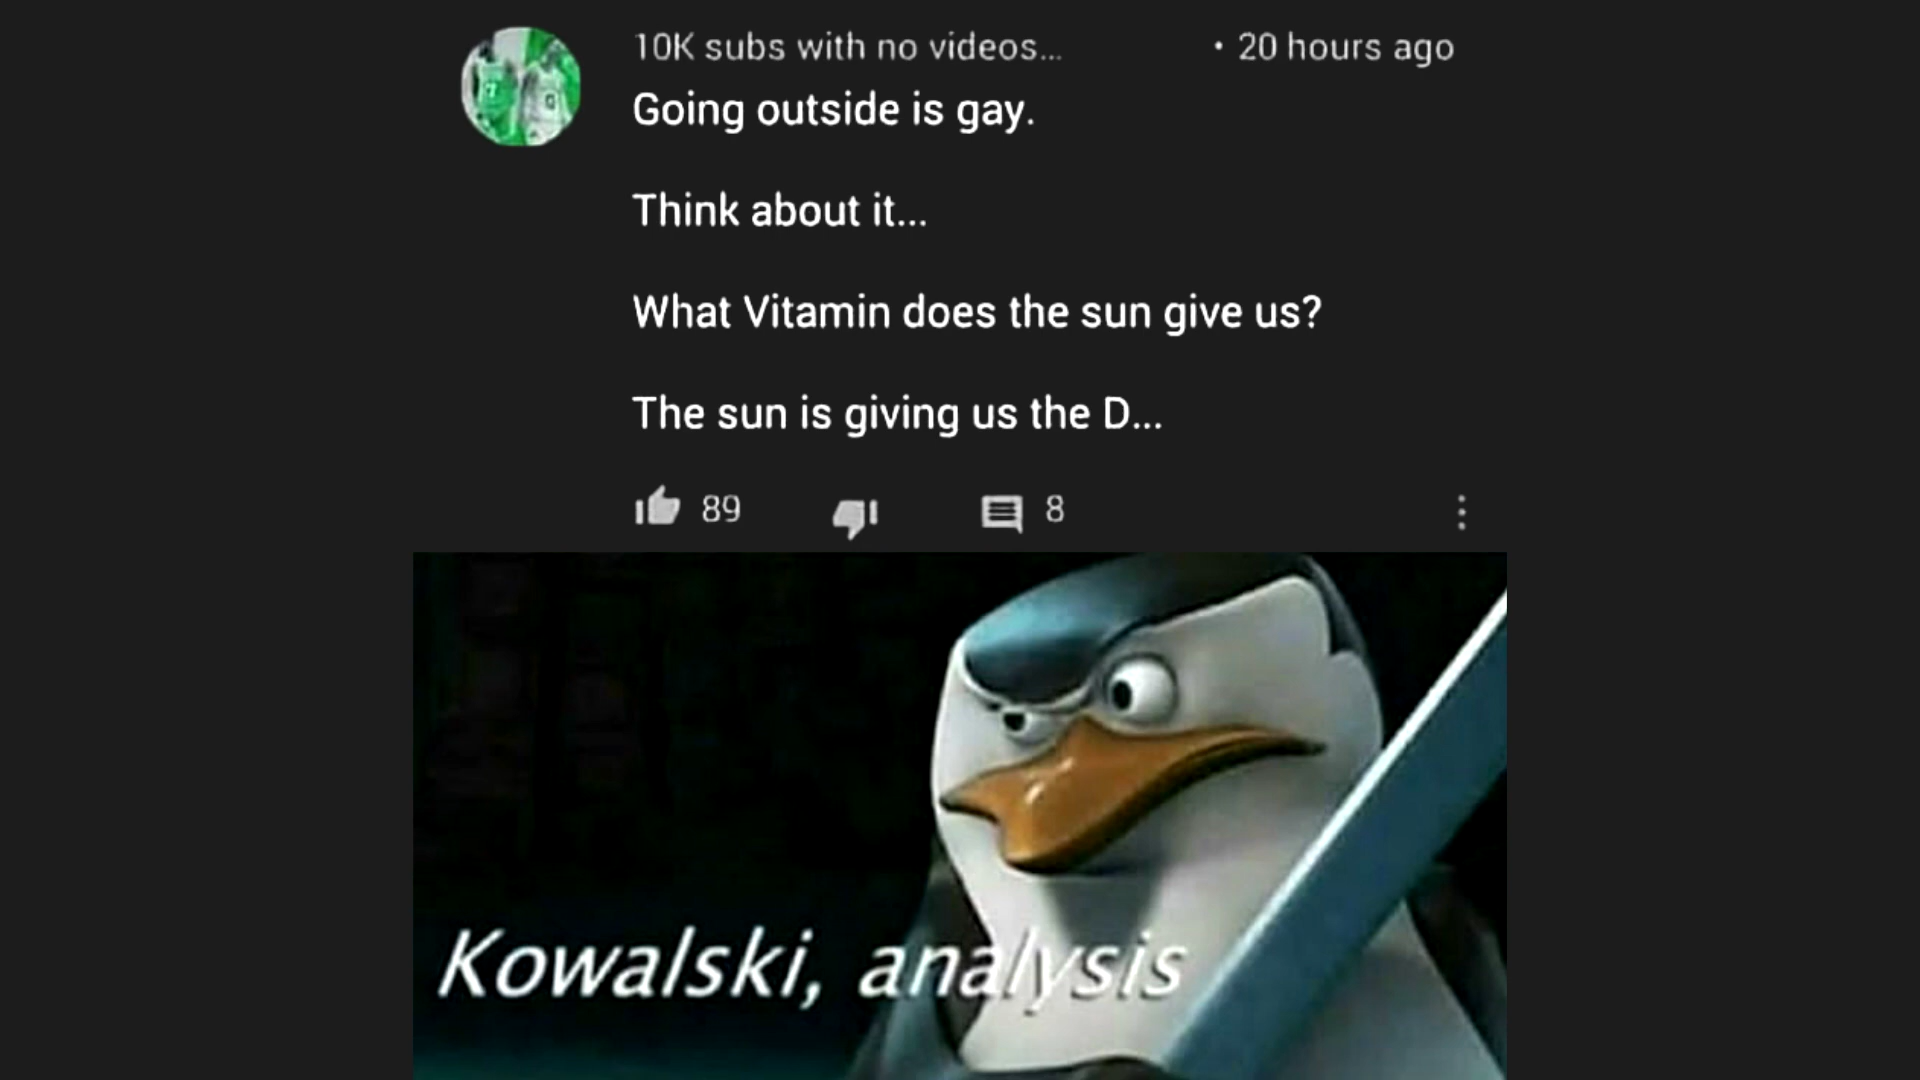 10K subs with no videos... • 20 hours ago
Going outside is gay.
Think about it...
What Vitamin does the sun give us?
The sun is giving us the D...
89 8
Kowalski, analysis